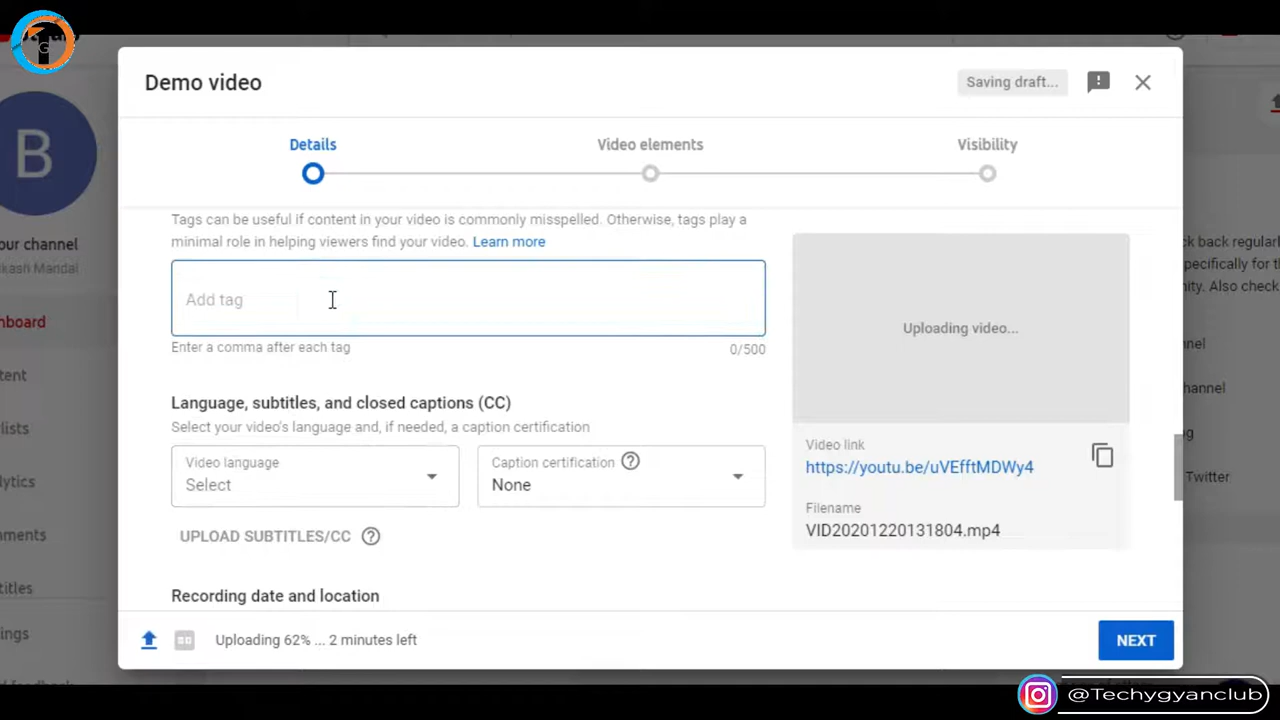 G
Demo video
Saving draft...
Details
Video elements
Visibility
Tags can be useful if content in your video is commonly misspelled. Otherwise, tags play a
minimal role in helping viewers find your video. Learn more
Add tag
Enter a comma after each tag
0/500
Language, subtitles, and closed captions (CC)
Select your video's language and, if needed, a caption certification
Video language
Select
Caption certification
None
UPLOAD SUBTITLES/CC
Recording date and location
Uploading video...
Video link
https://youtu.be/uVEfftMDWy4
Filename
VID20201220131804.mp4
Uploading 62% ... 2 minutes left
NEXT
B
our channel
kash Mandal
board
tent
lists
ytics
ments
titles
ings
ck back regularl
pecifically for th
nity. Also check
nel
hannel
og
Twitter
@Techygyanclub